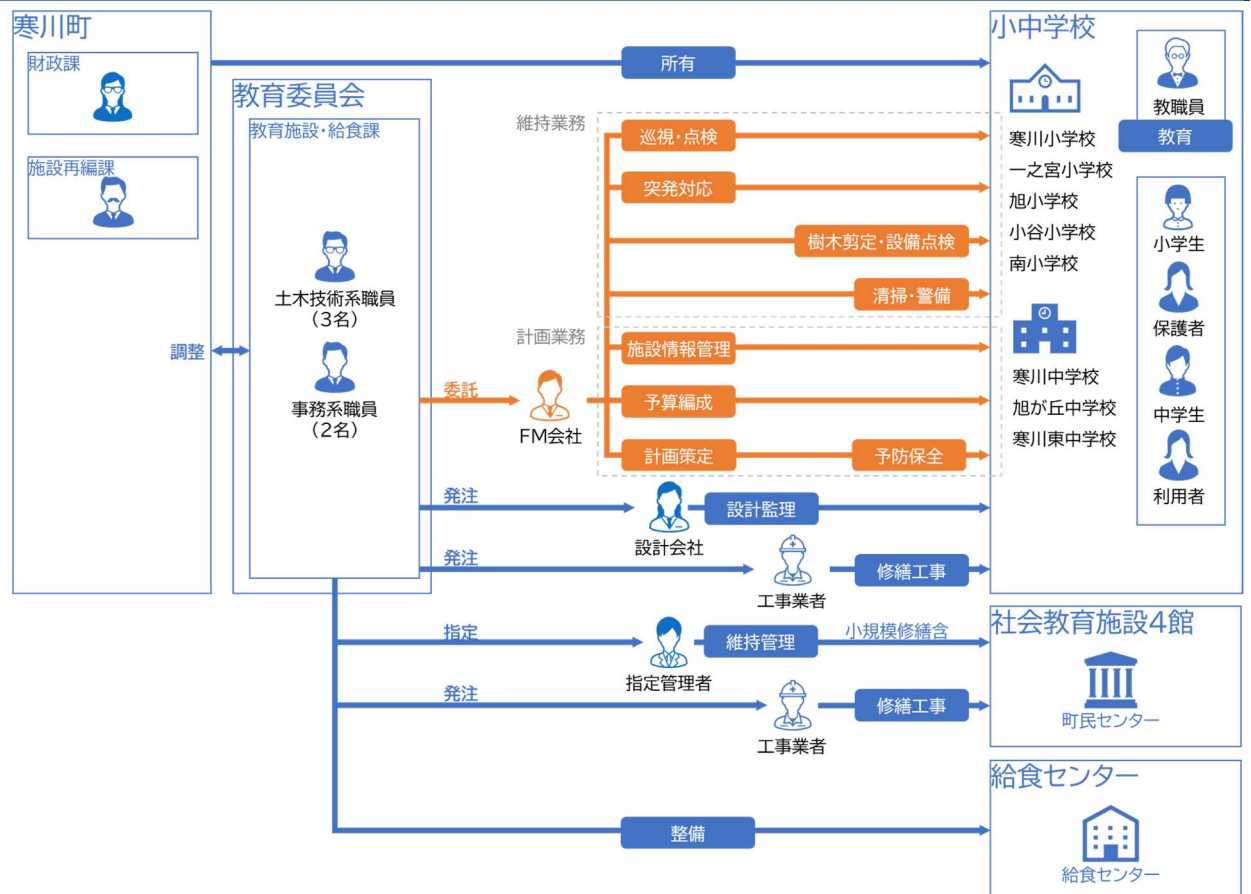 寒川町
財政課
施設再編課
調整
教育委員会
教育施設・給食課
土木技術系職員
（3名）
事務系職員
（2名）
所有
維持業務
巡視・点検
突発対応
樹木剪定・設備点検
清掃・警備
計画業務
施設情報管理
委託
FM会社
予算編成
計画策定
予防保全
発注
設計会社
設計監理
発注
工事業者
修繕工事
指定
指定管理者
維持管理
小規模修繕含
発注
工事業者
修繕工事
整備
小中学校
寒川小学校
一之宮小学校
旭小学校
小谷小学校
南小学校
寒川中学校
旭が丘中学校
寒川東中学校
教職員
教育
小学生
保護者
中学生
利用者
社会教育施設4館
町民センター
給食センター
給食センター